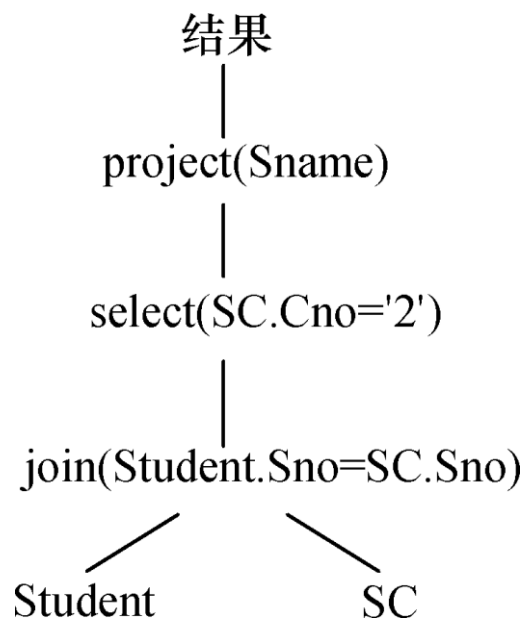 结果
project(Sname)
select(SC.Cno='2')
join(Student.Sno=SC.Sno)
Student SC